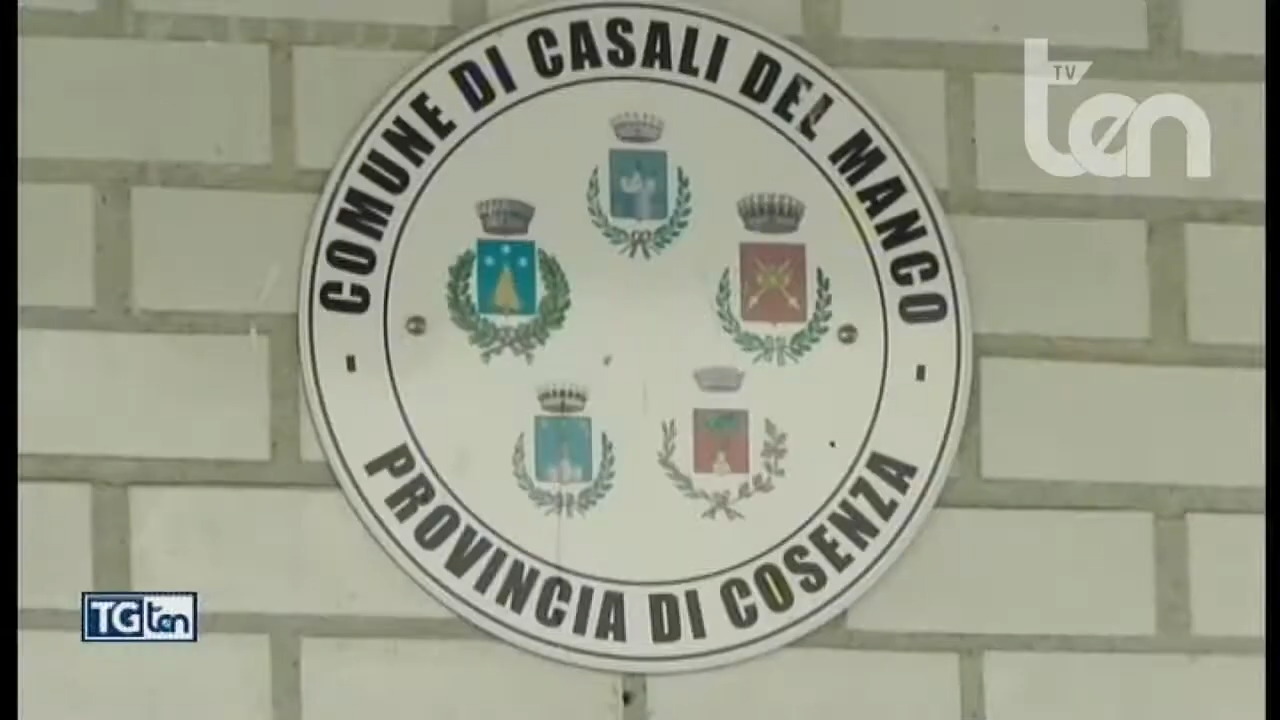 COMUNE DI CASALI DEL MANCO
- PROVINCIA DI COSENZA -
TV
ten
TG ten